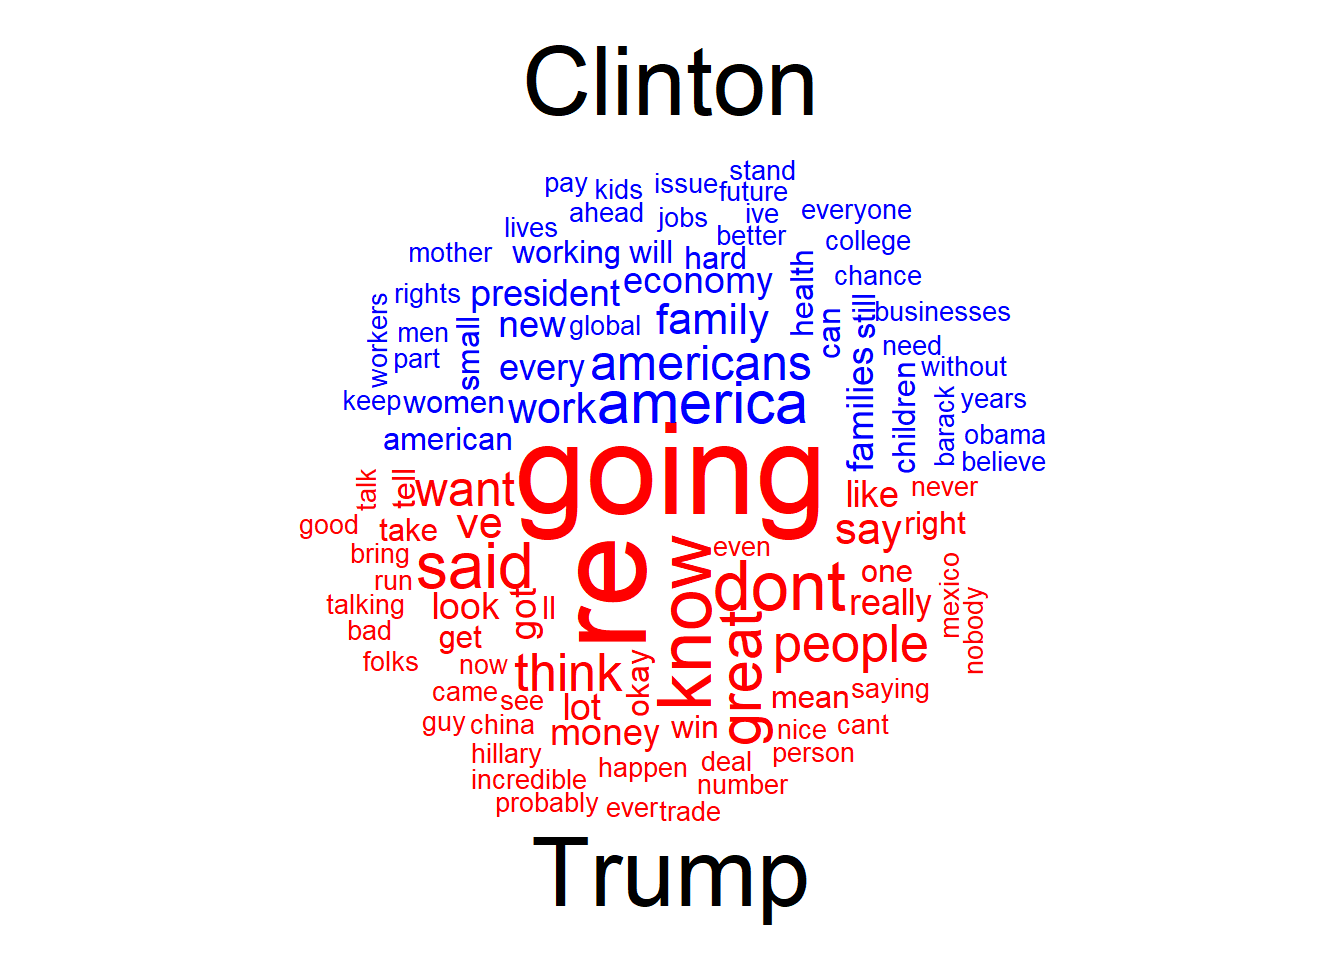 Clinton
stand
pay kids issue future
ahead jobs ive everyone
lives better college
mother working will hard chance
rights president economy health businesses
workers men small new global family can still need
part every americans families children without
keep women work america barack years
american obama
believe
going
talk tell want like never
good take ve say right
bring said re know even dont one mexico
run really nobody
talking look got ll great people
bad get
folks now think okay mean saying
came see lot
guy china money win nice cant
hillary happen deal person
incredible number
probably ever trade
Trump